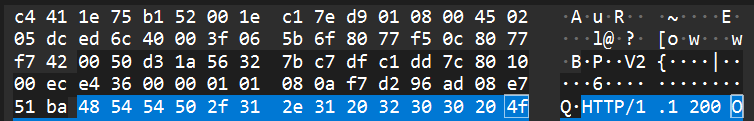 c4 41 1e 75 b1 52 00 1e c1 7e d9 01 08 00 45 02 ·A·u·R·· ·~····E·
05 dc ed 6c 40 00 3f 06 5b 6f 80 77 f5 0c 80 77 ···l@·?· [o·w···w
f7 42 00 50 d3 1a 56 32 7b c7 df c1 dd 7c 80 10 ·B·P··V2 {····|··
00 ec e4 36 00 00 01 01 08 0a f7 d2 96 ad 08 e7 ···6···· ········
51 ba 48 54 54 50 2f 31 2e 31 20 32 30 30 20 4f Q·HTTP/1 .1 200 O